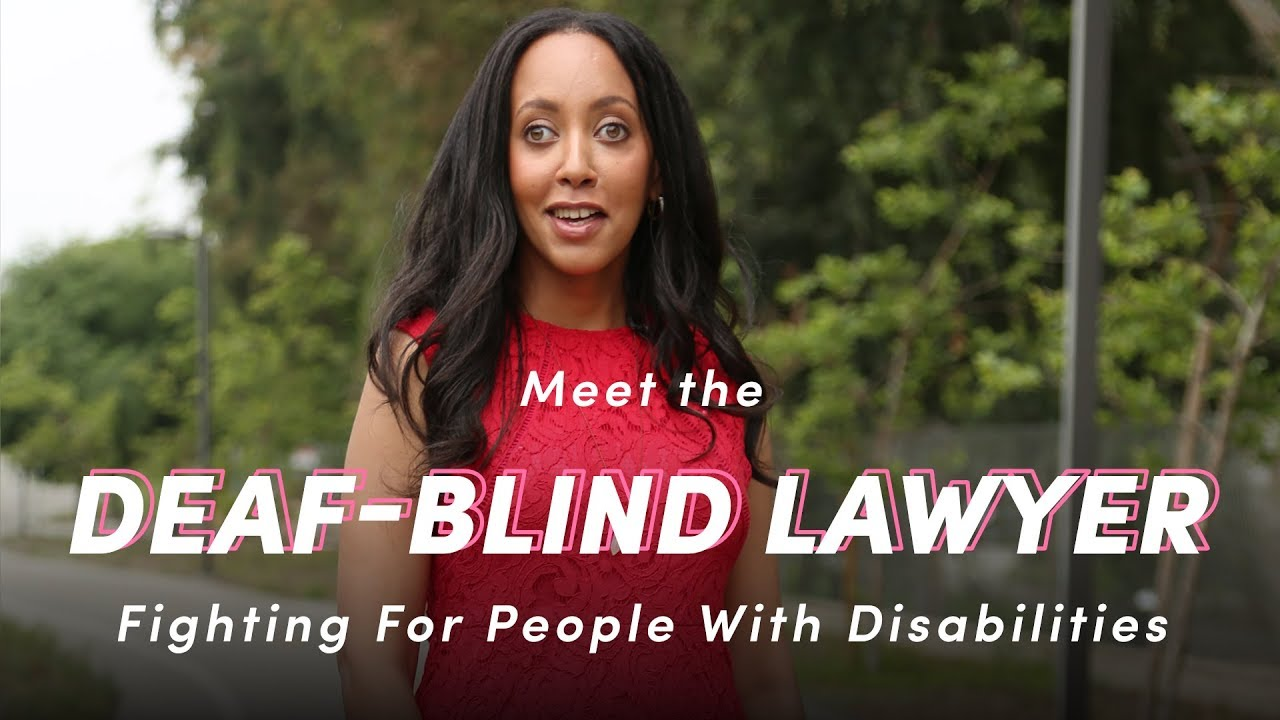 Meet the
DEAF-BLIND LAWYER
Fighting For People With Disabilities